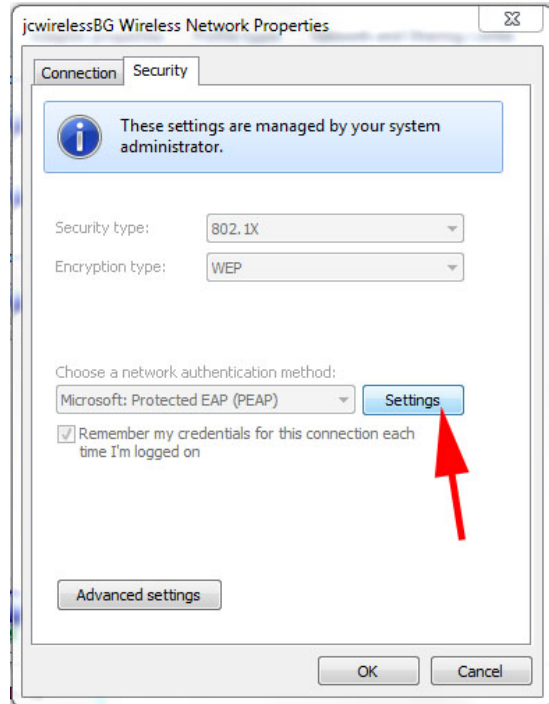 jcwirelessBG Wireless Network Properties
Connection Security
These settings are managed by your system
administrator.
Security type: 802.1X
Encryption type: WEP
Choose a network authentication method:
Microsoft: Protected EAP (PEAP) Settings
Remember my credentials for this connection each
time I'm logged on
Advanced settings
OK Cancel